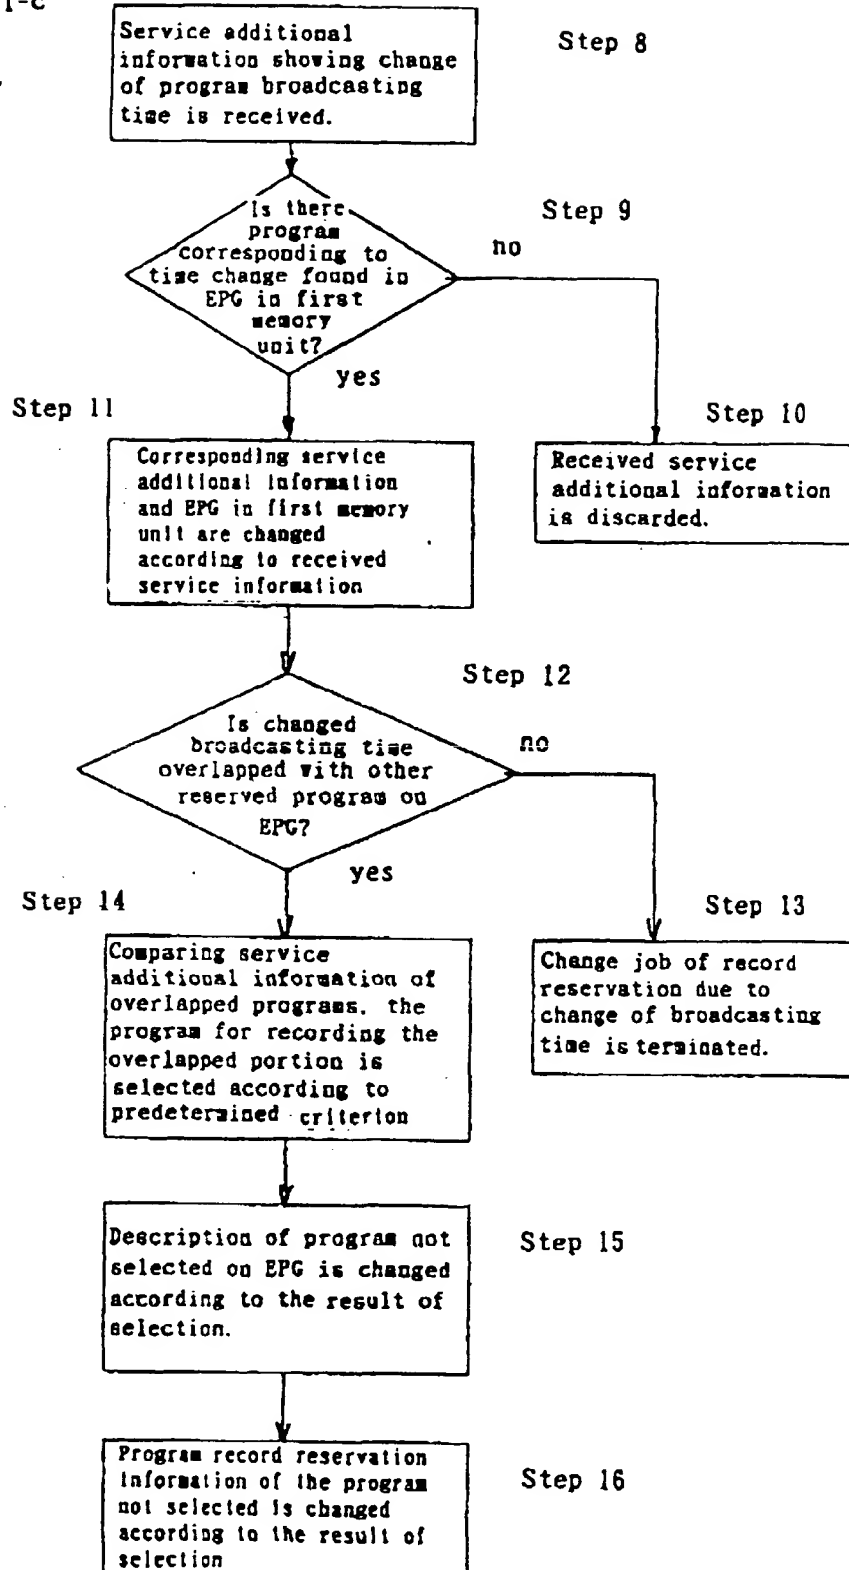 1-c
Service additional
information showing change
of program broadcasting
time is received.
Step 8
Is there
program
corresponding to
time change found in
EPG in first
memory
unit?
Step 9
no
yes
Step 11
Step 10
Corresponding service
additional information
and EPG in first memory
unit are changed
according to received
service information
Received service
additional information
is discarded.
Step 12
Is changed
broadcasting time
overlapped with other
reserved program on
EPG?
no
yes
Step 14
Step 13
Comparing service
additional information of
overlapped programs, the
program for recording the
overlapped portion is
selected according to
predetermined criterion
Change job of record
reservation due to
change of broadcasting
time is terminated.
Description of program not
selected on EPG is changed
according to the result of
selection.
Step 15
Program record reservation
information of the program
not selected is changed
according to the result of
selection
Step 16